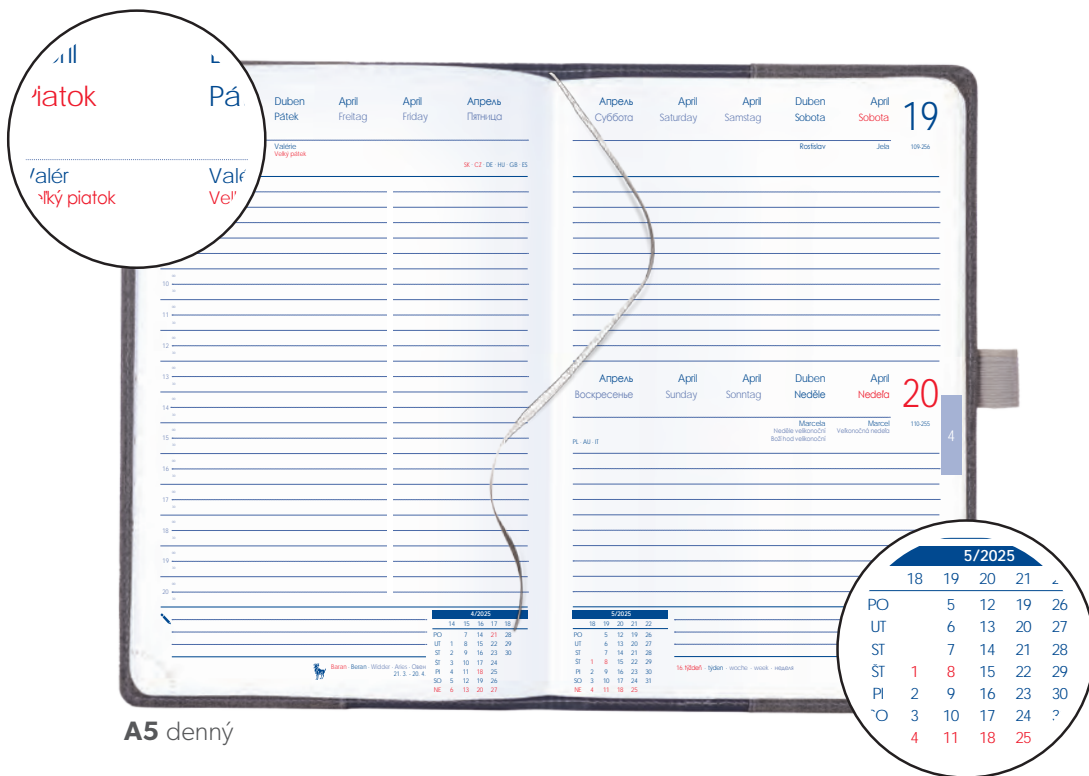 Piatok
Pá
Valér
Veľký piatok
Valé
Veľ
Duben April April Апрель
Pátek Freitag Friday Пятница
Valérie
Velký pátek
SK · CZ · DE · HU · GB · ES
10
11
12
13
14
15
16
17
18
19
20
4/2025
14 15 16 17 18
PO 7 14 21 28
UT 1 8 15 22 29
ST 2 9 16 23 30
ŠT 3 10 17 24
PI 4 11 18 25
SO 5 12 19 26
NE 6 13 20 27
Baran · Beran · Widder · Aries · Овен
21. 3. - 20. 4.
Апрель April April Duben April 19
Суббота Saturday Samstag Sobota Sobota
Rostislav Jela 109-256
Апрель April April Duben April 20
Воскресенье Sunday Sonntag Neděle Nedeľa
Marcela Marcel 110-255
Neděle velikonoční Veľkonočná nedeľa
Boží hod velikonoční
PL · AU · IT
4
5/2025
18 19 20 21 22
PO 5 12 19 26
UT 6 13 20 27
ST 7 14 21 28
ŠT 1 8 15 22 29
PI 2 9 16 23 30
SO 3 10 17 24 31
NE 4 11 18 25
16. týždeň · týden · woche · week · неделя
5/2025
18 19 20 21
PO 5 12 19 26
UT 6 13 20 27
ST 7 14 21 28
ŠT 1 8 15 22 29
PI 2 9 16 23 30
3 10 17 24
4 11 18 25
A5 denný